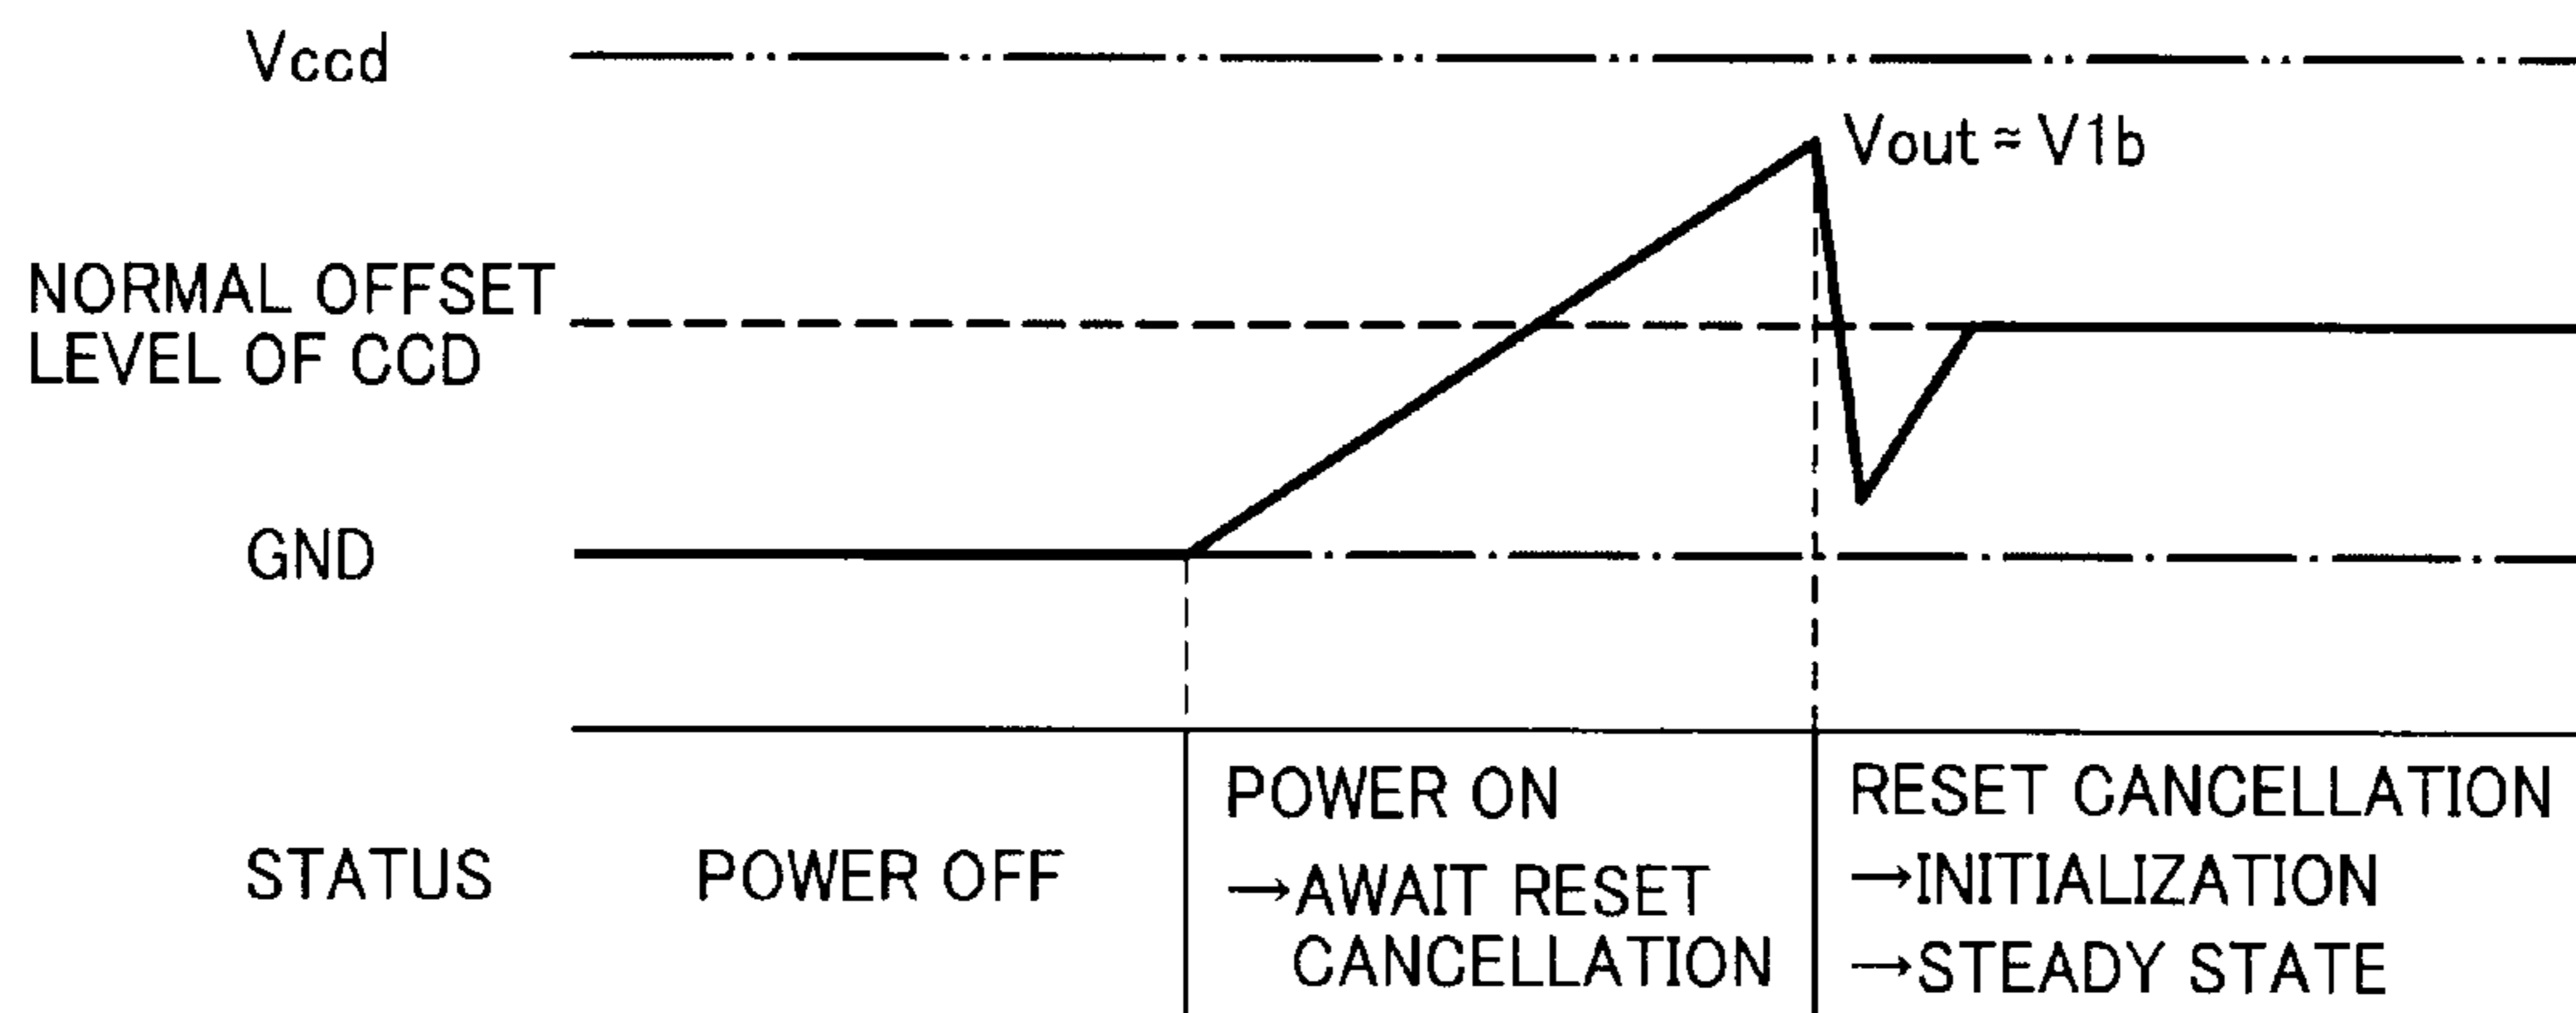 Vccd
Vout ≈ V1b
NORMAL OFFSET
LEVEL OF CCD
GND
STATUS
POWER OFF
POWER ON
→AWAIT RESET
CANCELLATION
RESET CANCELLATION
→INITIALIZATION
→STEADY STATE